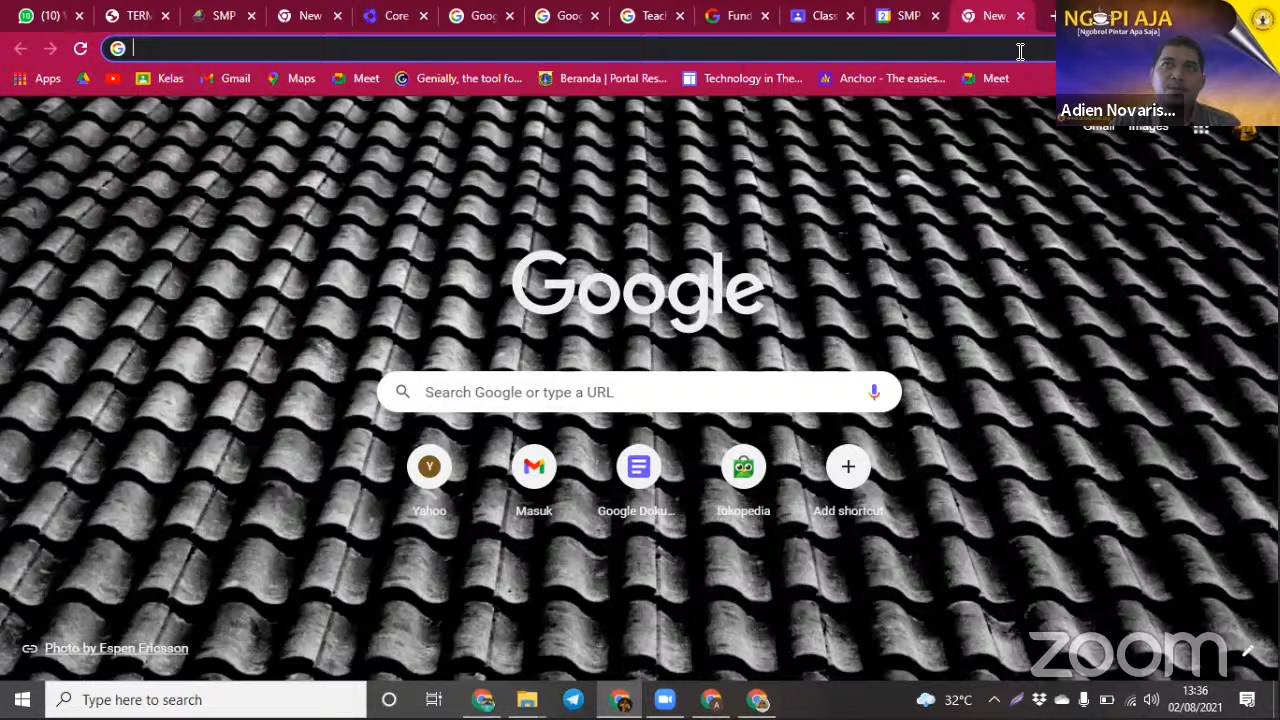 (10) TERM SMP New Core Goog Goog Teac Fund Class SMP New
NGOPI AJA
[Ngobrol Pintar Apa Saja]
Apps Kelas Gmail Maps Meet Genially, the tool fo... Beranda | Portal Res... Technology in The... Anchor - The easies... Meet
Adien Novaris...
Gmail Images
Google
Search Google or type a URL
Y
Yahoo Masuk Google Doku... Tokopedia Add shortcut
Photo by Espen Ericsson
zoom
Type here to search
32°C
13:36
02/08/2021